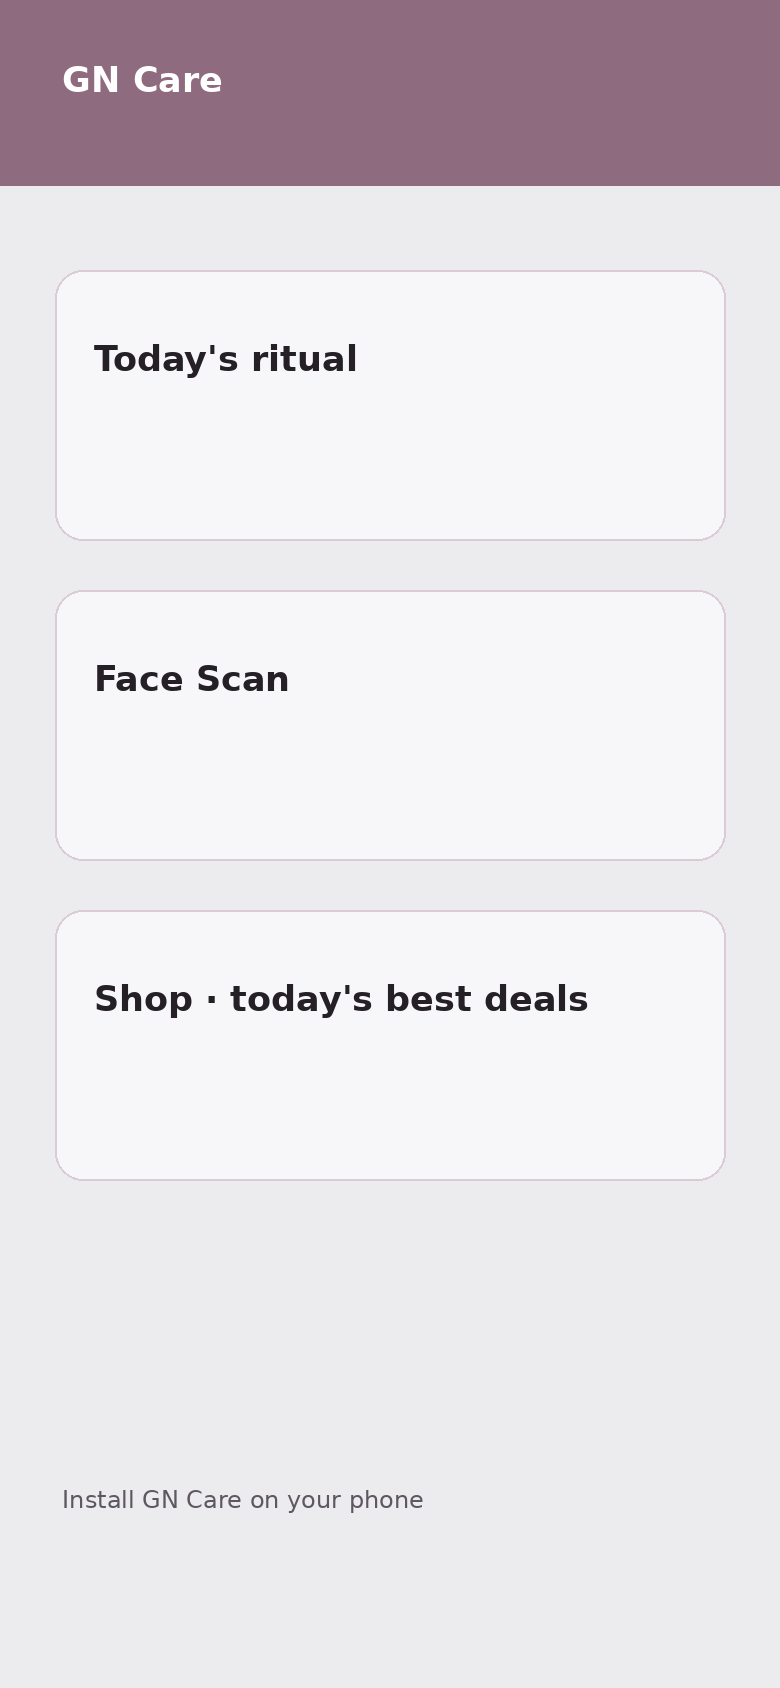 GN Care
Today's ritual
Face Scan
Shop · today's best deals
Install GN Care on your phone